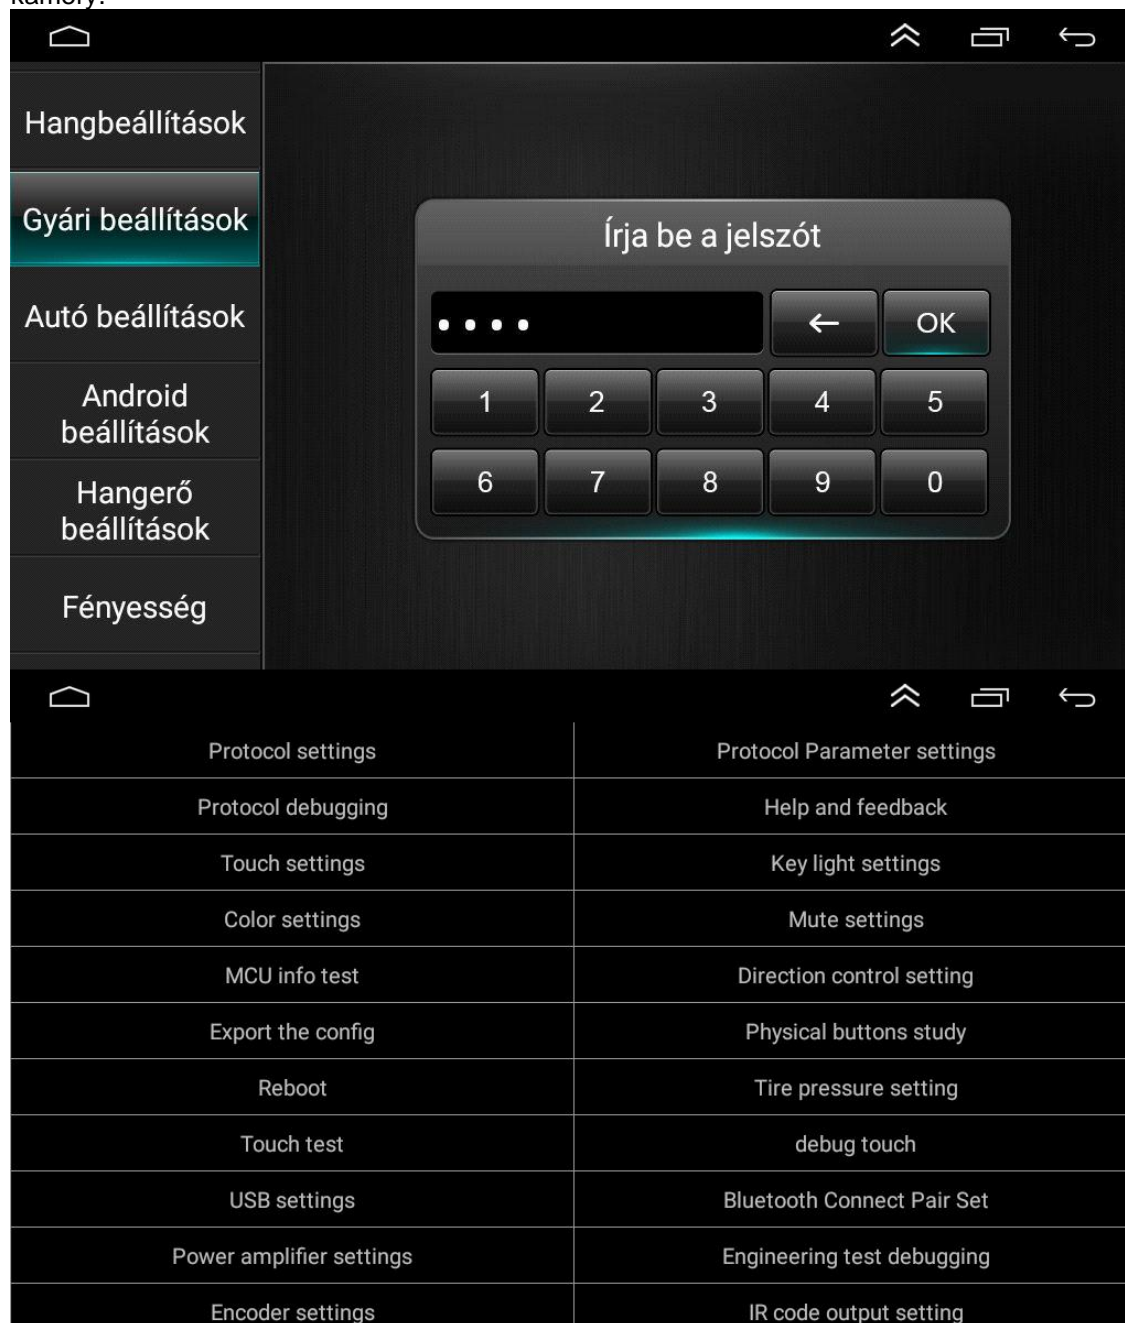 kamery.
Hangbeállítások
Gyári beállítások
Autó beállítások
Android
beállítások
Hangerő
beállítások
Fényesség
Írja be a jelszót
OK
1 2 3 4 5
6 7 8 9 0
Protocol settings Protocol Parameter settings
Protocol debugging Help and feedback
Touch settings Key light settings
Color settings Mute settings
MCU info test Direction control setting
Export the config Physical buttons study
Reboot Tire pressure setting
Touch test debug touch
USB settings Bluetooth Connect Pair Set
Power amplifier settings Engineering test debugging
Encoder settings IR code output setting